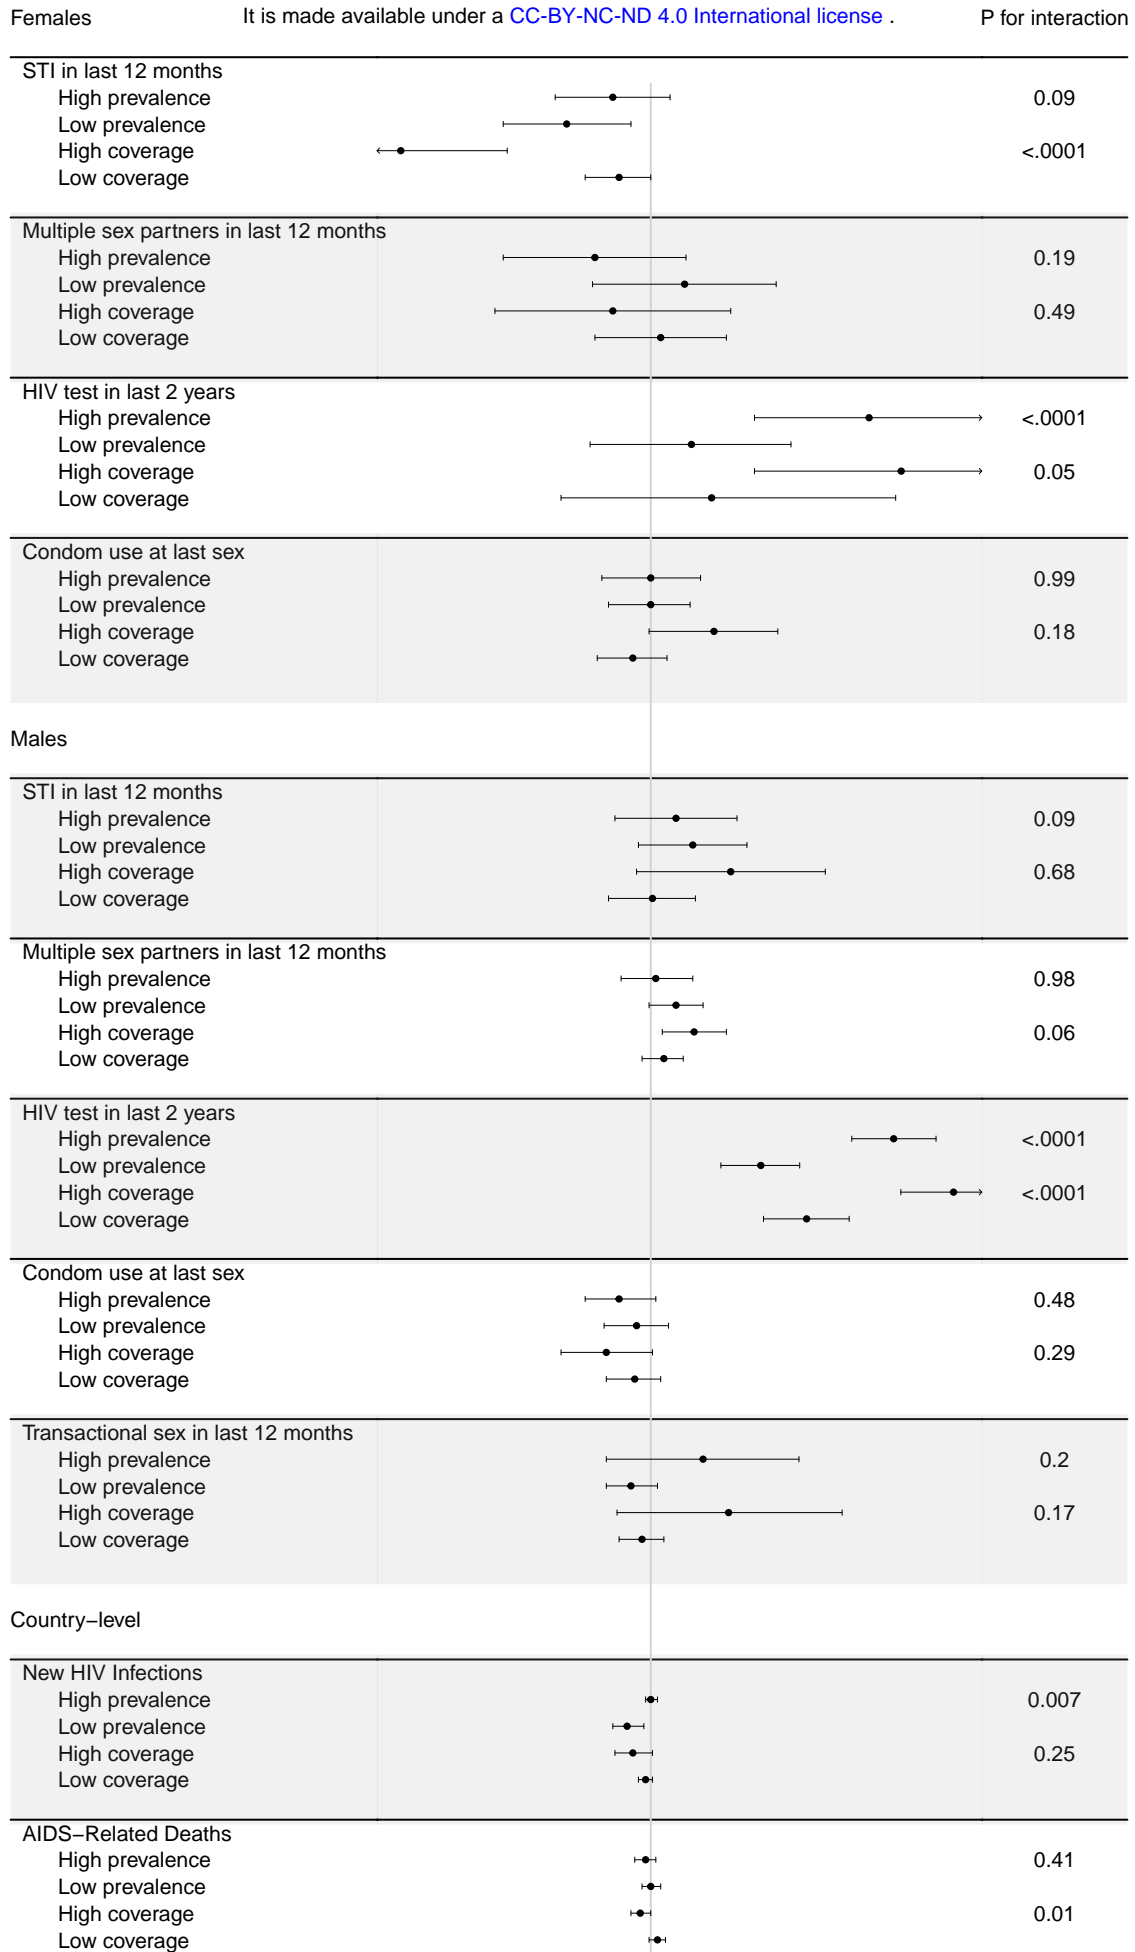 Females It is made available under a CC-BY-NC-ND 4.0 International license . P for interaction
STI in last 12 months
High prevalence 0.09
Low prevalence
High coverage <.0001
Low coverage
Multiple sex partners in last 12 months
High prevalence 0.19
Low prevalence
High coverage 0.49
Low coverage
HIV test in last 2 years
High prevalence <.0001
Low prevalence
High coverage 0.05
Low coverage
Condom use at last sex
High prevalence 0.99
Low prevalence
High coverage 0.18
Low coverage
Males
STI in last 12 months
High prevalence 0.09
Low prevalence
High coverage 0.68
Low coverage
Multiple sex partners in last 12 months
High prevalence 0.98
Low prevalence
High coverage 0.06
Low coverage
HIV test in last 2 years
High prevalence <.0001
Low prevalence
High coverage <.0001
Low coverage
Condom use at last sex
High prevalence 0.48
Low prevalence
High coverage 0.29
Low coverage
Transactional sex in last 12 months
High prevalence 0.2
Low prevalence
High coverage 0.17
Low coverage
Country−level
New HIV Infections
High prevalence 0.007
Low prevalence
High coverage 0.25
Low coverage
AIDS−Related Deaths
High prevalence 0.41
Low prevalence
High coverage 0.01
Low coverage